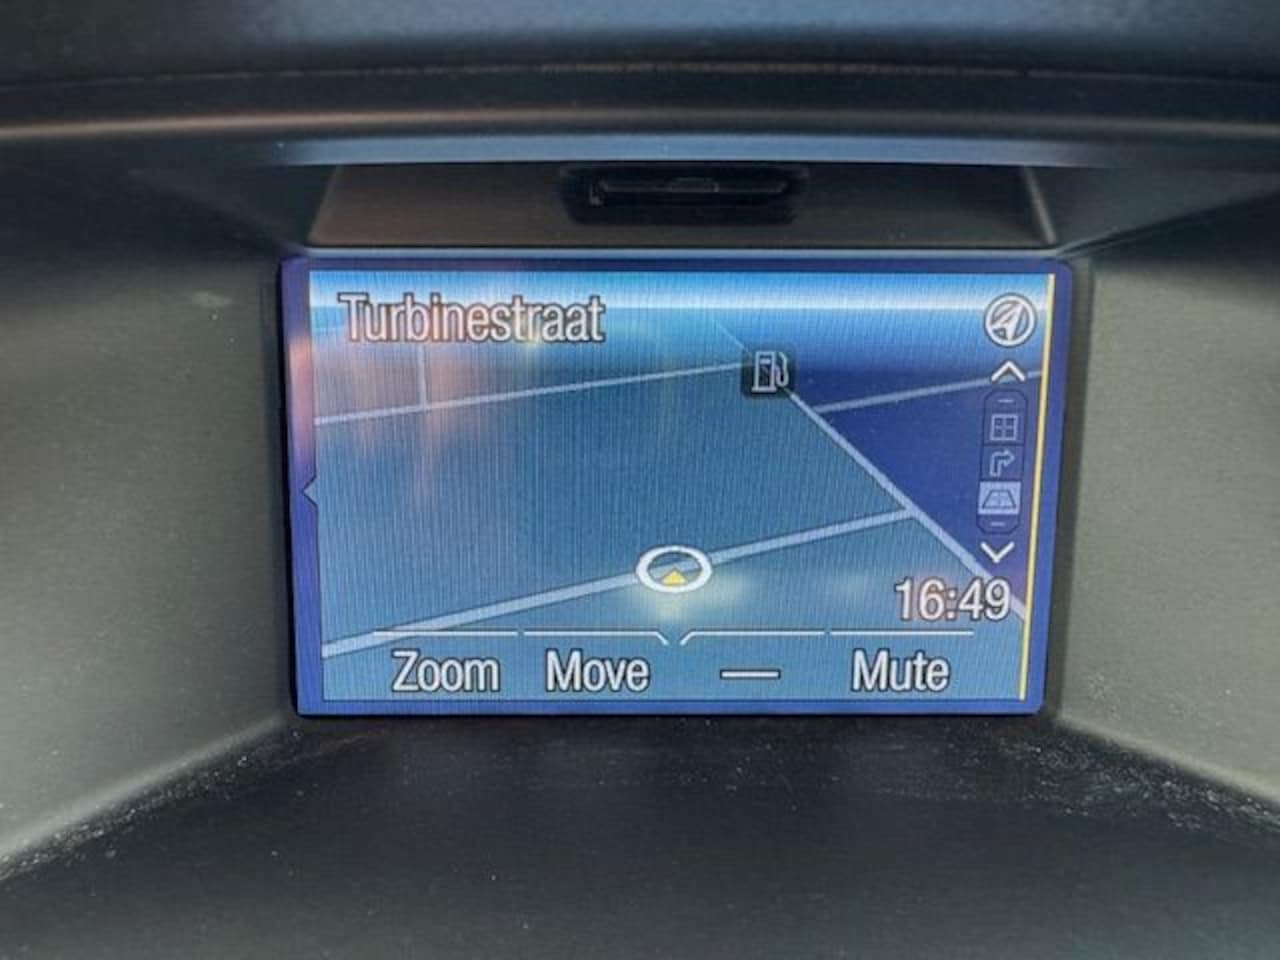 Turbinestraat
16:49
Zoom Move — Mute